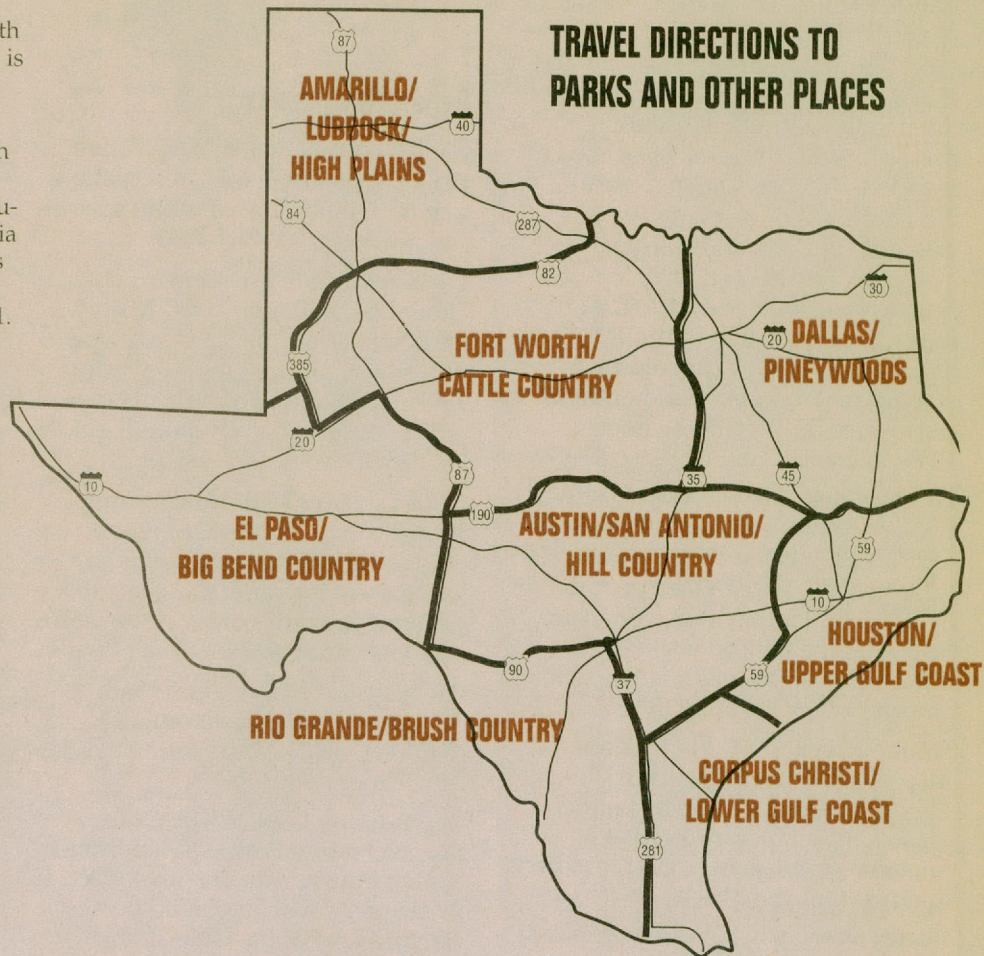 th
is
n
u-
ia
s
l.
TRAVEL DIRECTIONS TO
PARKS AND OTHER PLACES
87
AMARILLO/
LUBBOCK/
HIGH PLAINS
40
84
287
82
30
385
FORT WORTH/
CATTLE COUNTRY
20
DALLAS/
PINEYWOODS
20
10
87
35
45
190
EL PASO/
BIG BEND COUNTRY
AUSTIN/SAN ANTONIO/
HILL COUNTRY
59
10
HOUSTON/
UPPER GULF COAST
90
37
59
RIO GRANDE/BRUSH COUNTRY
CORPUS CHRISTI/
LOWER GULF COAST
281